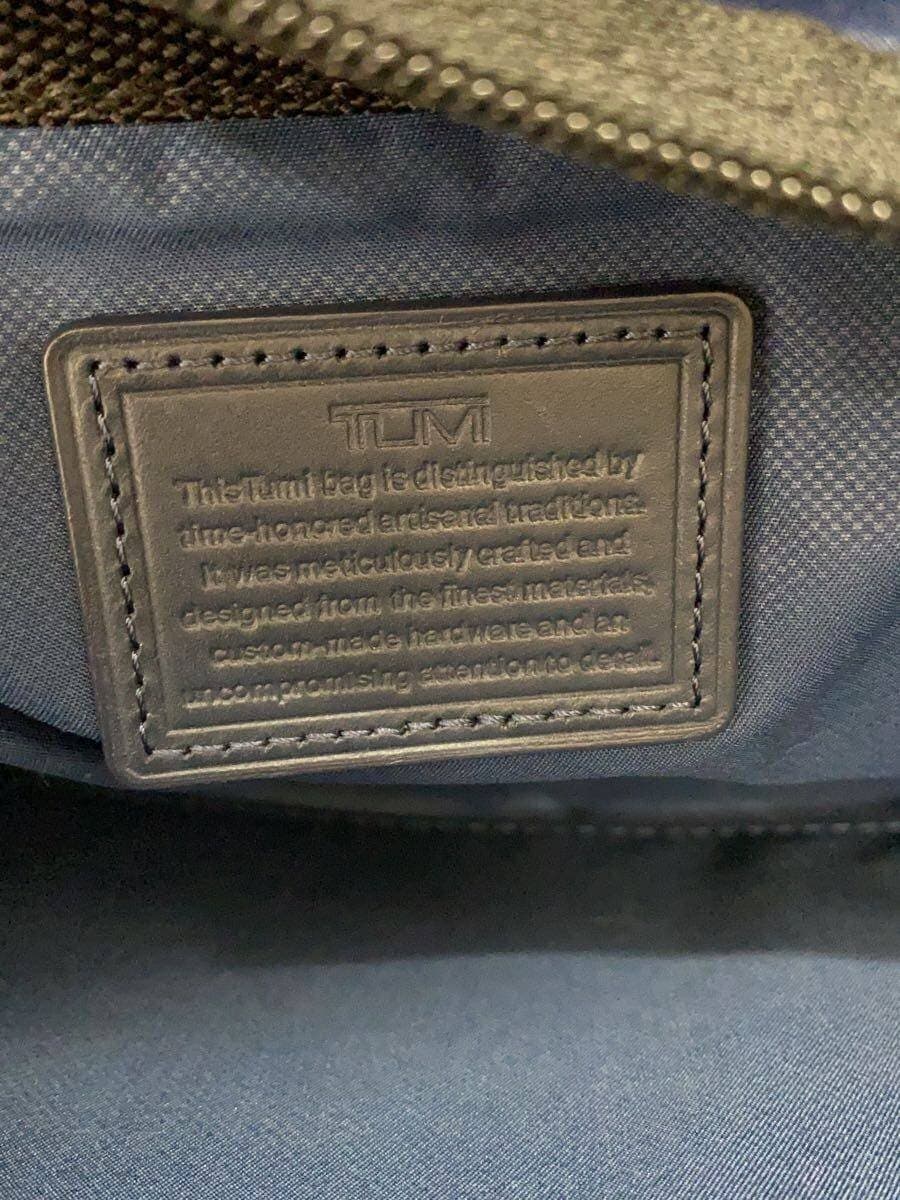 TUMI
This Tumi bag is distinguished by
time-honored artisanal traditions.
It was meticulously crafted and
designed from the finest materials,
custom-made hardware and an
uncompromising attention to detail.